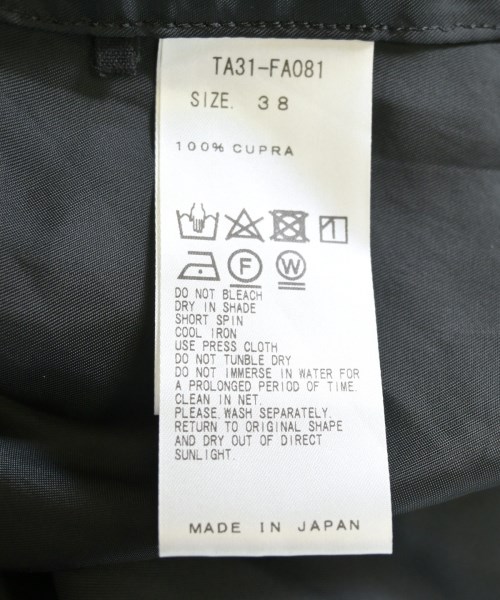 TA31-FA081
SIZE. 38
100% CUPRA
1
F W
DO NOT BLEACH
DRY IN SHADE
SHORT SPIN
COOL IRON
USE PRESS CLOTH
DO NOT TUNBLE DRY
DO NOT IMMERSE IN WATER FOR
A PROLONGED PERIOD OF TIME.
CLEAN IN NET.
PLEASE WASH SEPARATELY.
RETURN TO ORIGINAL SHAPE
AND DRY OUT OF DIRECT
SUNLIGHT.
MADE IN JAPAN